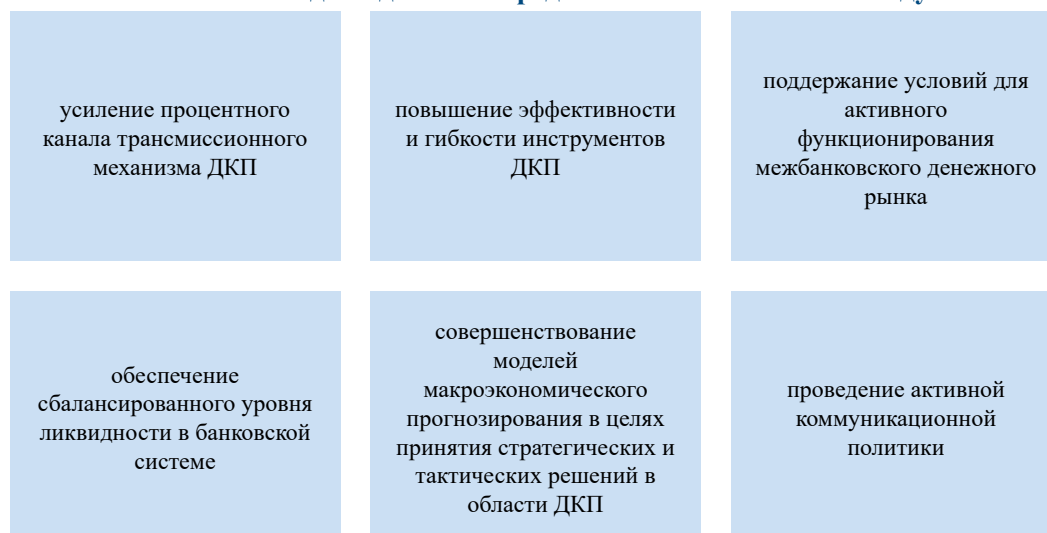 усиление процентного
канала трансмиссионного
механизма ДКП
повышение эффективности
и гибкости инструментов
ДКП
поддержание условий для
активного
функционирования
межбанковского денежного
рынка
обеспечение
сбалансированного уровня
ликвидности в банковской
системе
совершенствование
моделей
макроэкономического
прогнозирования в целях
принятия стратегических и
тактических решений в
области ДКП
проведение активной
коммуникационной
политики